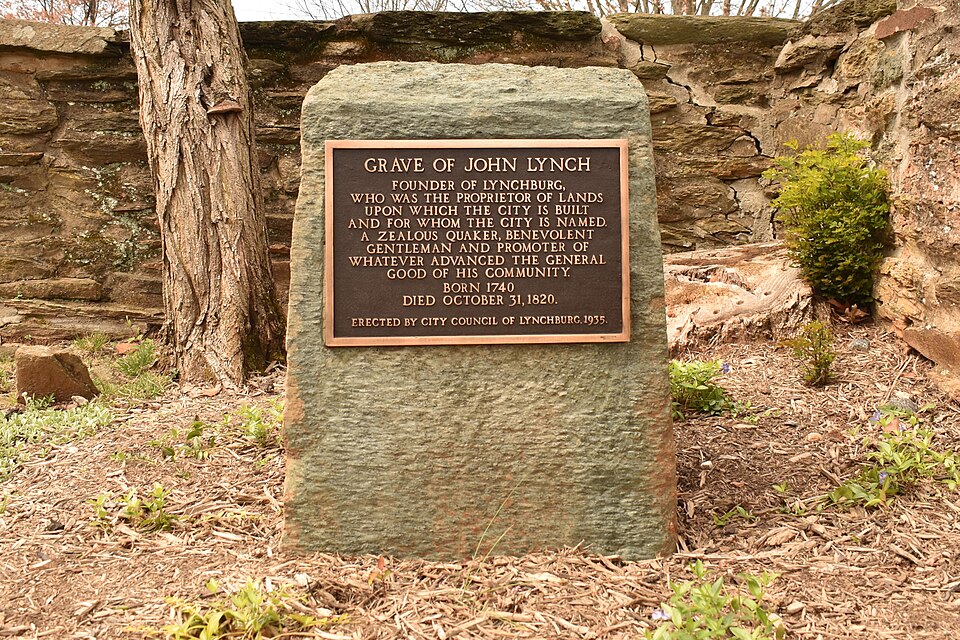 GRAVE OF JOHN LYNCH
FOUNDER OF LYNCHBURG,
WHO WAS THE PROPRIETOR OF LANDS
UPON WHICH THE CITY IS BUILT
AND FOR WHOM THE CITY IS NAMED.
A ZEALOUS QUAKER, BENEVOLENT
GENTLEMAN AND PROMOTER OF
WHATEVER ADVANCED THE GENERAL
GOOD OF HIS COMMUNITY.
BORN 1740
DIED OCTOBER 31, 1820.
ERECTED BY CITY COUNCIL OF LYNCHBURG, 1935.